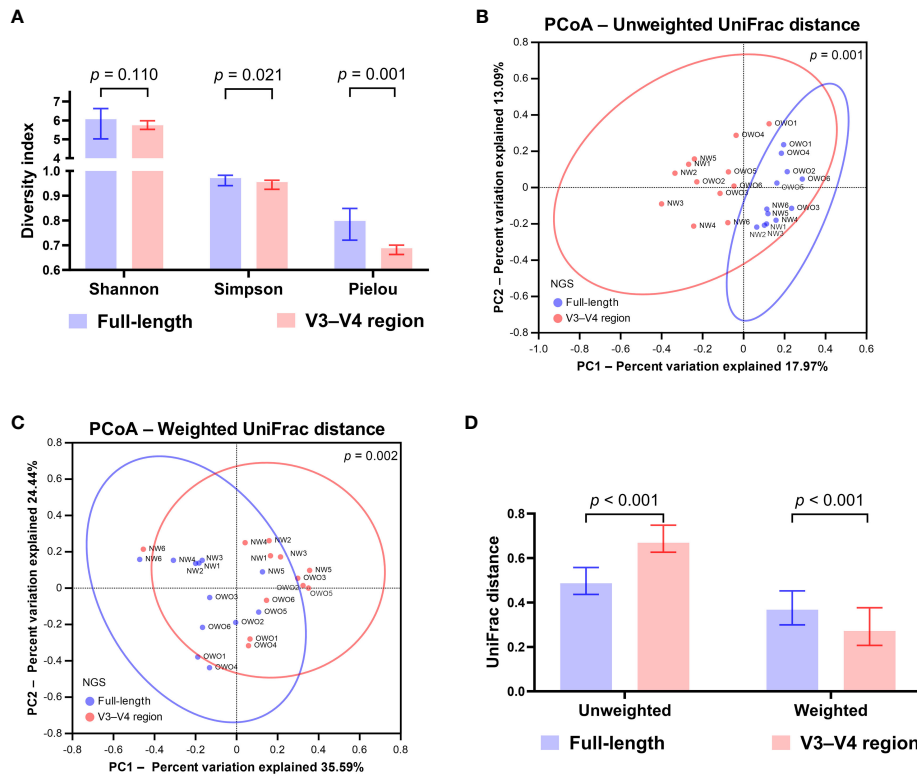 A
p = 0.110
p = 0.021
p = 0.001
Diversity index
7
6
5
4
1.0
0.9
0.8
0.7
0.6
Shannon
Simpson
Pielou
Full-length
V3–V4 region
B
PCoA – Unweighted UniFrac distance
p = 0.001
PC2 – Percent variation explained 13.09%
0.8
0.6
0.4
0.2
0
-0.2
-0.4
-0.6
-0.8
OWO1
OWO4
OWO1
OWO4
NW5
NW1
NW2
OWO5
OWO2
OWO2
OWO6
OWO6
OWO5
OWO3
NW3
OWO3
NW6
NW5
NW4
NW6
NW4
NW1
NW2
NW3
NGS
Full-length
V3–V4 region
-1.0
-0.8
-0.6
-0.4
-0.2
0
0.2
0.4
0.6
PC1 – Percent variation explained 17.97%
C
PCoA – Weighted UniFrac distance
p = 0.002
PC2 – Percent variation explained 24.44%
0.8
0.6
0.4
0.2
0
-0.2
-0.4
-0.6
-0.8
NW4
NW2
NW6
NW6
NW4
NW3
NW1
NW2
NW1
NW3
NW5
NW5
OWO3
OWO2
OWO5
OWO3
OWO6
OWO5
OWO6
OWO2
OWO1
OWO4
OWO1
OWO4
NGS
Full-length
V3–V4 region
-0.8
-0.6
-0.4
-0.2
0
0.2
0.4
0.6
0.8
PC1 – Percent variation explained 35.59%
D
p < 0.001
p < 0.001
UniFrac distance
0.8
0.6
0.4
0.2
0.0
Unweighted
Weighted
Full-length
V3–V4 region